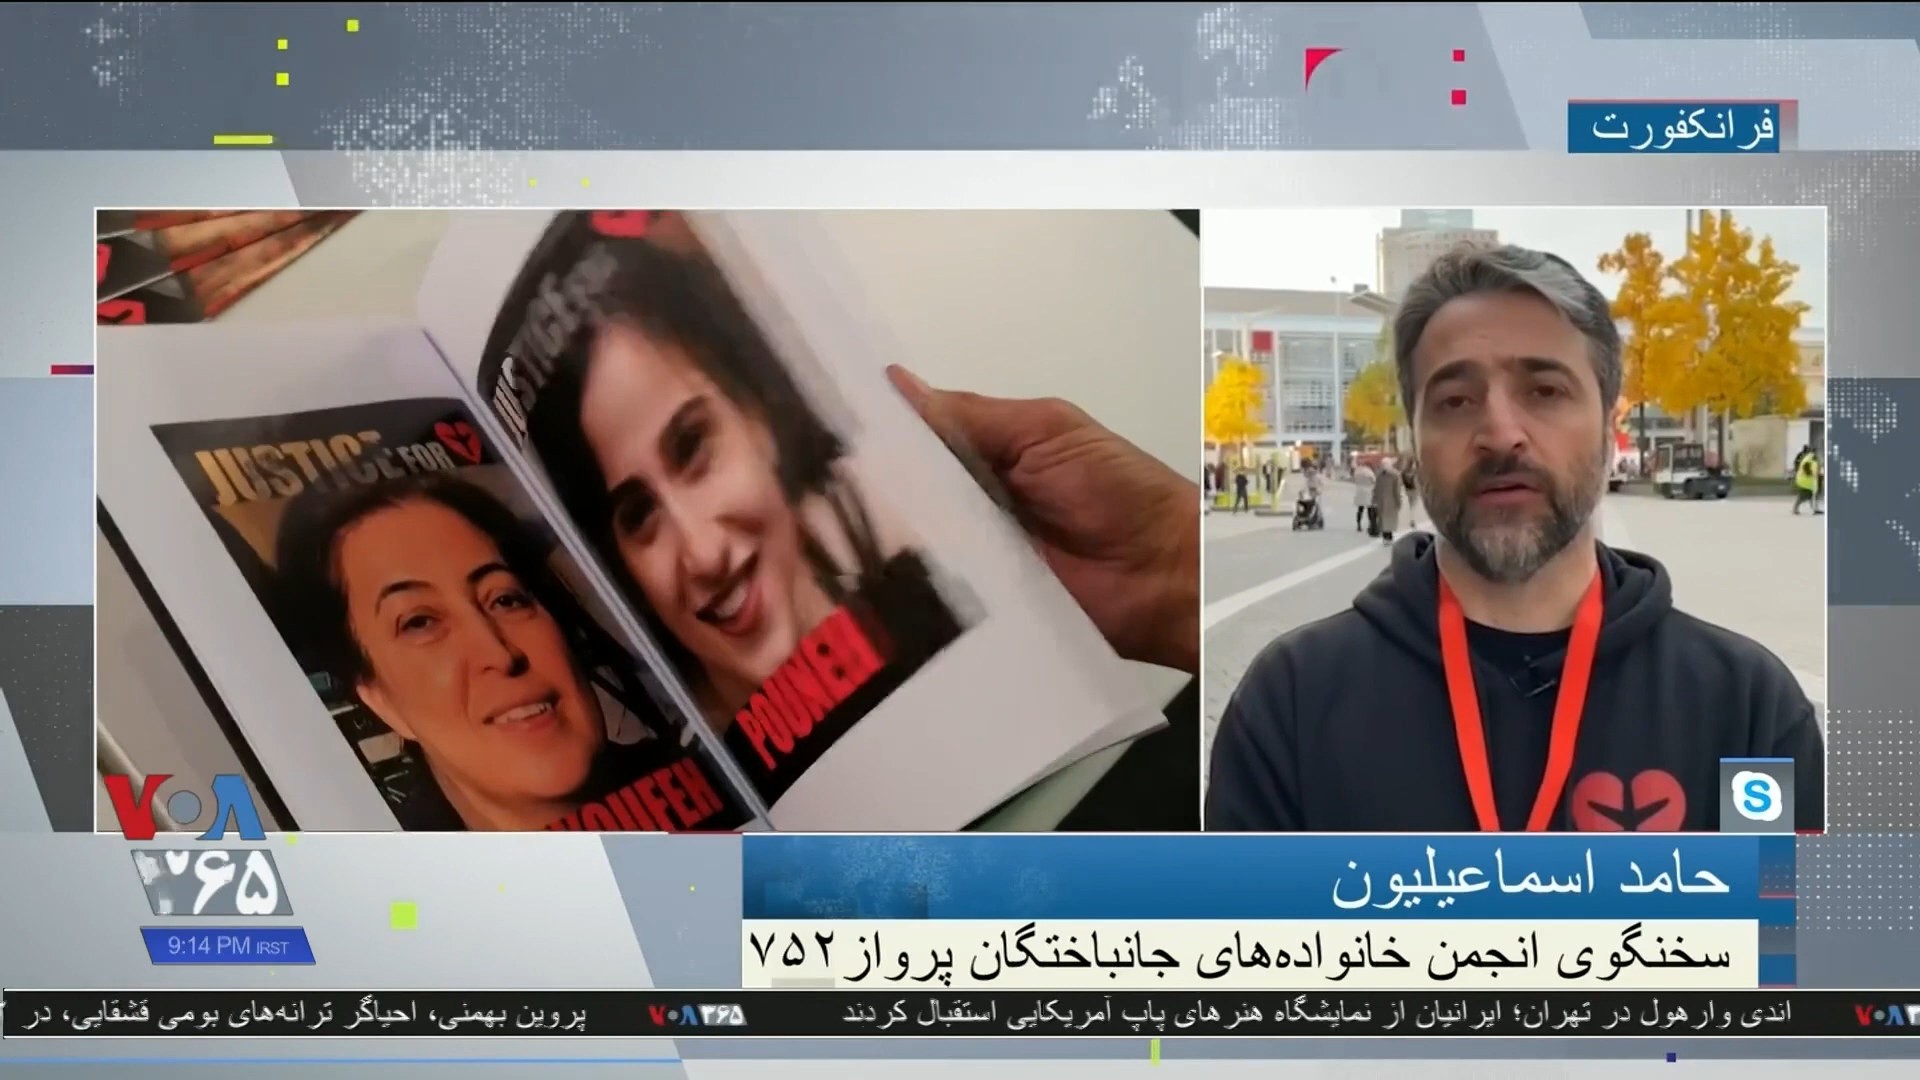 فرانکفورت
JUSTICE FOR
JUSTICE FOR
POUNEH
VOA
۳۶۵
9:14 PM IRST
حامد اسماعیلیون
سخنگوی انجمن خانواده‌های جانباختگان پرواز ۷۵۲
اندی وارهول در تهران؛ ایرانیان از نمایشگاه هنرهای پاپ آمریکایی استقبال کردند VOA۳۶۵ پروین بهمنی، احیاگر ترانه‌های بومی قشقایی، در